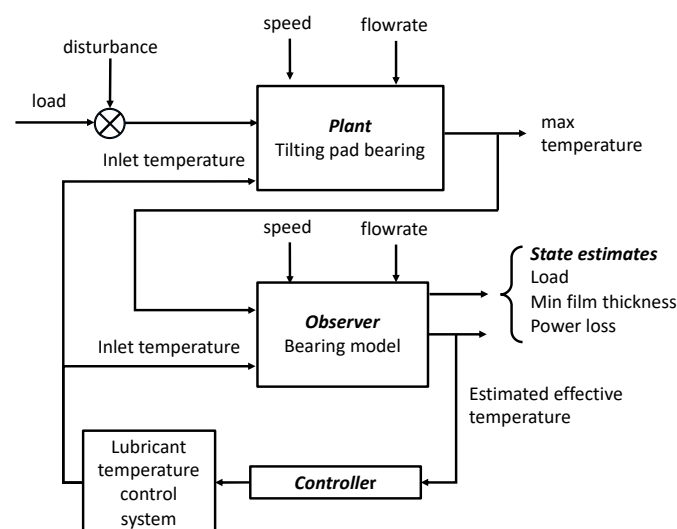 speed
flowrate
disturbance
load
Plant
Tilting pad bearing
max
temperature
Inlet temperature
speed
flowrate
State estimates
Load
Min film thickness
Power loss
Observer
Bearing model
Inlet temperature
Estimated effective
temperature
Lubricant
temperature
control
system
Controller